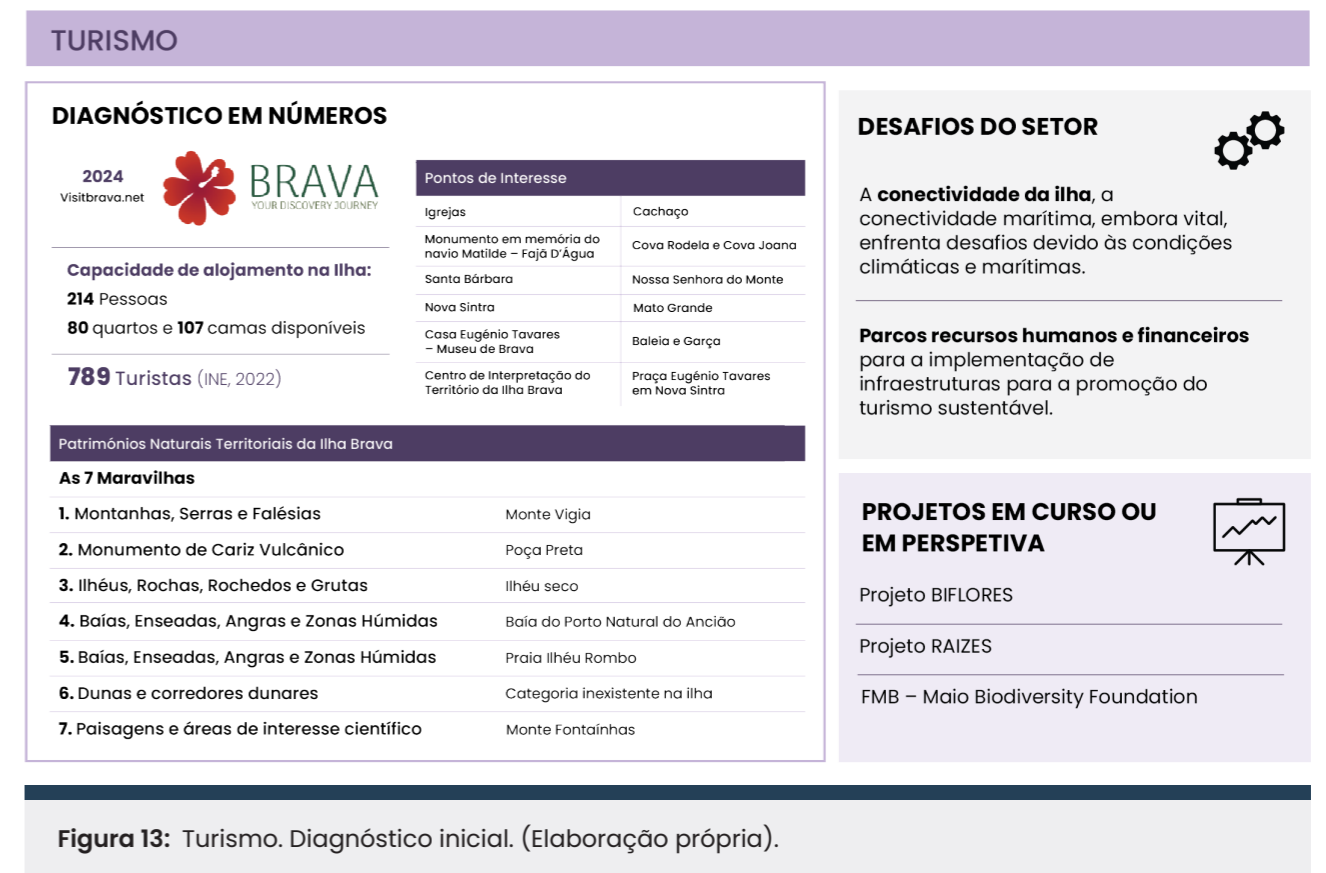 TURISMO
DIAGNÓSTICO EM NÚMEROS
2024
Visitbrava.net
BRAVA
YOUR DISCOVERY JOURNEY
Capacidade de alojamento na Ilha:
214 Pessoas
80 quartos e 107 camas disponíveis
789 Turistas (INE, 2022)
Pontos de Interesse
Igrejas
Cachaço
Monumento em memória do
navio Matilde – Fajã D’Água
Cova Rodela e Cova Joana
Santa Bárbara
Nossa Senhora do Monte
Nova Sintra
Mato Grande
Casa Eugénio Tavares
– Museu de Brava
Baleia e Garça
Centro de Interpretação do
Território da Ilha Brava
Praça Eugénio Tavares
em Nova Sintra
Patrimónios Naturais Territoriais da Ilha Brava
As 7 Maravilhas
1. Montanhas, Serras e Falésias
Monte Vigia
2. Monumento de Cariz Vulcânico
Poça Preta
3. Ilhéus, Rochas, Rochedos e Grutas
Ilhéu seco
4. Baías, Enseadas, Angras e Zonas Húmidas
Baía do Porto Natural do Ancião
5. Baías, Enseadas, Angras e Zonas Húmidas
Praia Ilhéu Rombo
6. Dunas e corredores dunares
Categoria inexistente na ilha
7. Paisagens e áreas de interesse científico
Monte Fontaínhas
DESAFIOS DO SETOR
A conectividade da ilha, a
conectividade marítima, embora vital,
enfrenta desafios devido às condições
climáticas e marítimas.
Parcos recursos humanos e financeiros
para a implementação de
infraestruturas para a promoção do
turismo sustentável.
PROJETOS EM CURSO OU
EM PERSPETIVA
Projeto BIFLORES
Projeto RAIZES
FMB – Maio Biodiversity Foundation
Figura 13: Turismo. Diagnóstico inicial. (Elaboração própria).